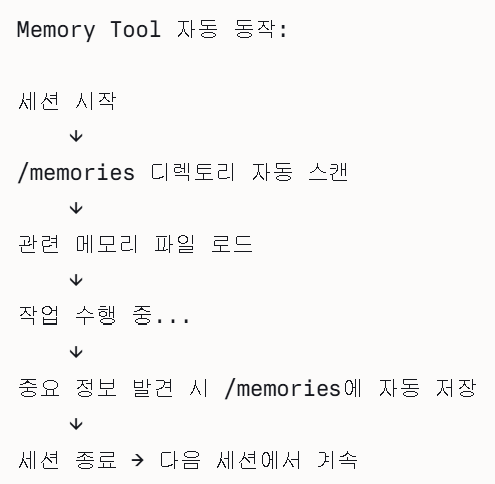 Memory Tool 자동 동작:
세션 시작
↓
/memories 디렉토리 자동 스캔
↓
관련 메모리 파일 로드
↓
작업 수행 중...
↓
중요 정보 발견 시 /memories에 자동 저장
↓
세션 종료 → 다음 세션에서 계속